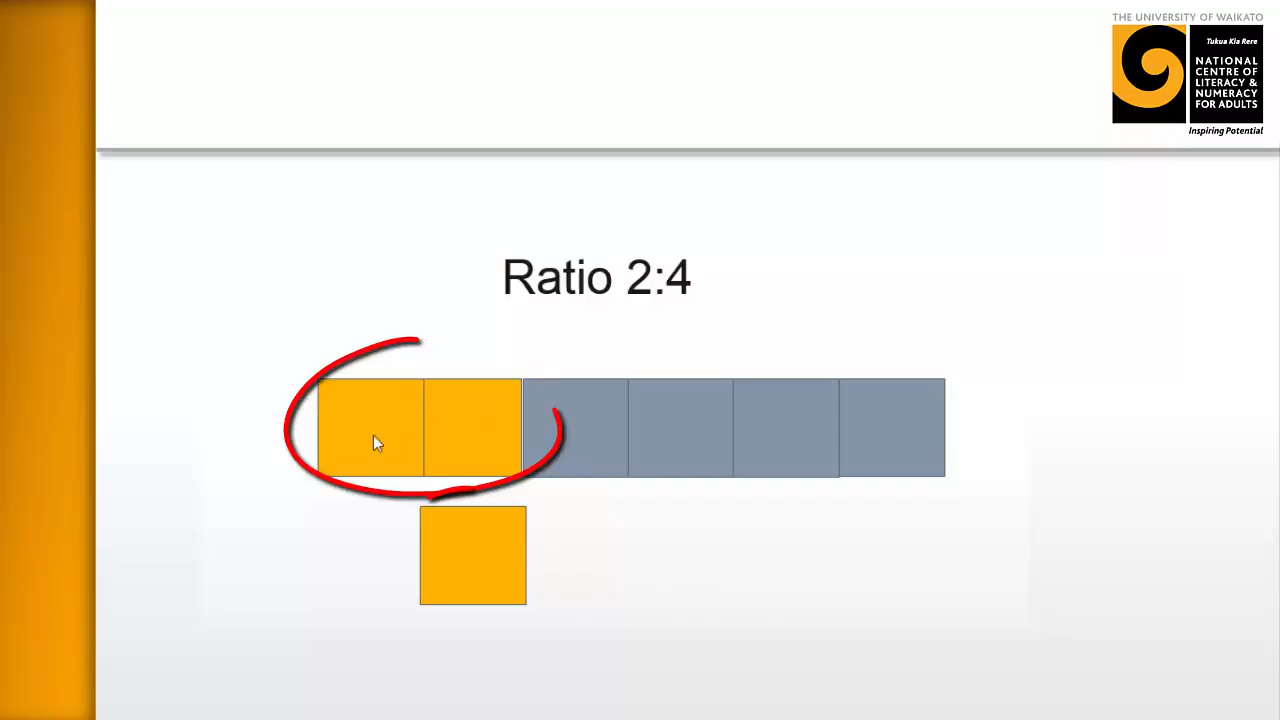 THE UNIVERSITY OF WAIKATO
Tukua Kia Rere
NATIONAL
CENTRE OF
LITERACY &
NUMERACY
FOR ADULTS
Inspiring Potential
Ratio 2:4